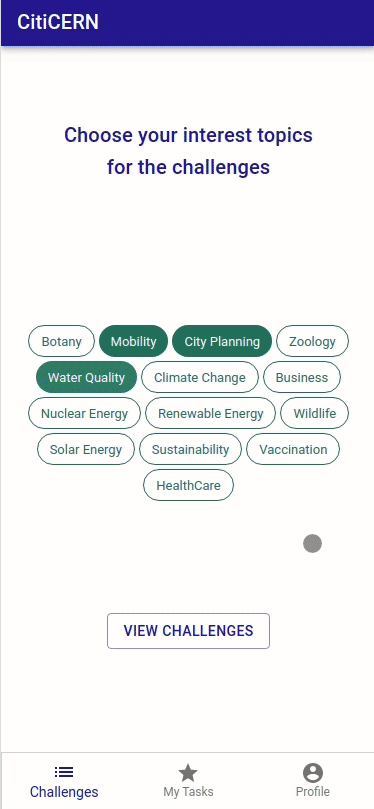 CitiCERN
Choose your interest topics
for the challenges
Botany Mobility City Planning Zoology
Water Quality Climate Change Business
Nuclear Energy Renewable Energy Wildlife
Solar Energy Sustainability Vaccination
HealthCare
VIEW CHALLENGES
Challenges My Tasks Profile